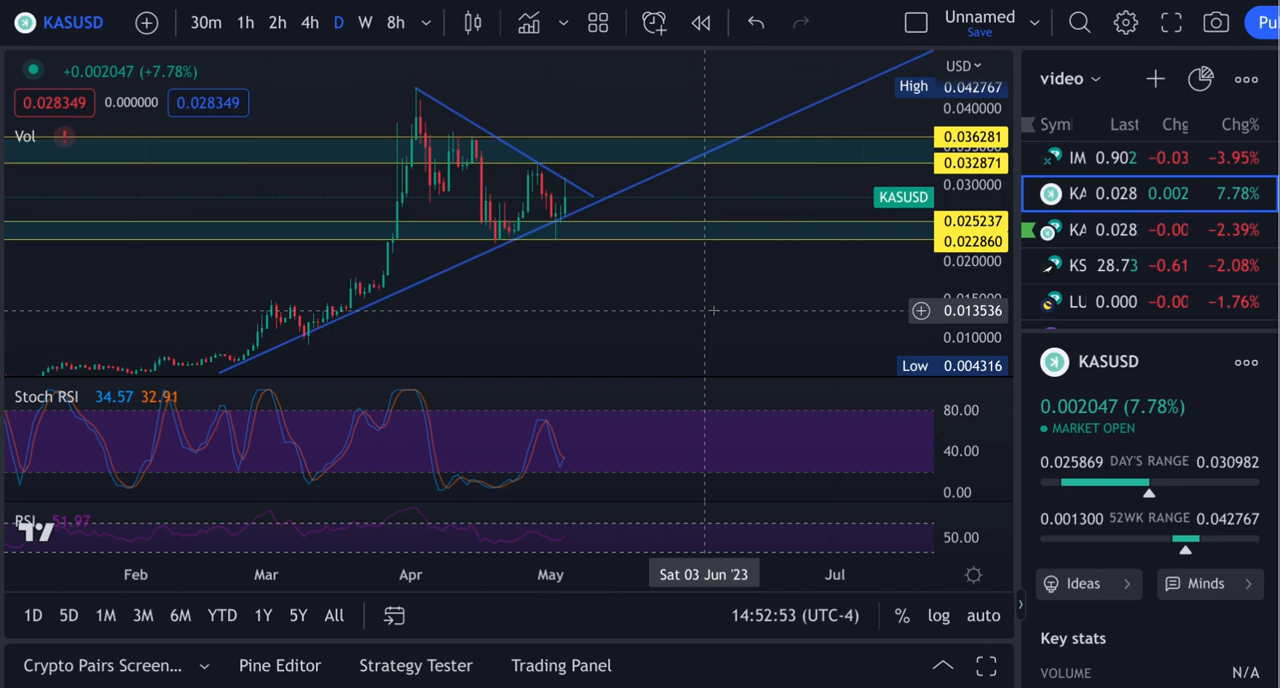 KASUSD 30m 1h 2h 4h D W 8h Unnamed Save Pu
+0.002047 (+7.78%)
0.028349 0.000000 0.028349
Vol
USD
High 0.042767
0.040000
0.036281
0.032871
0.030000
KASUSD
0.025237
0.022860
0.020000
0.013536
0.010000
Low 0.004316
Stoch RSI 34.57 32.91
80.00
40.00
0.00
RSI 51.97
50.00
Feb Mar Apr May Sat 03 Jun '23 Jul
1D 5D 1M 3M 6M YTD 1Y 5Y All 14:52:53 (UTC-4) % log auto
Crypto Pairs Screen... Pine Editor Strategy Tester Trading Panel
video
Sym Last Chg Chg%
IM 0.902 −0.03 −3.95%
KA 0.028 0.002 7.78%
KA 0.028 −0.00 −2.39%
KS 28.73 −0.61 −2.08%
LU 0.000 −0.00 −1.76%
KASUSD
0.002047 (7.78%)
MARKET OPEN
0.025869 DAY'S RANGE 0.030982
0.001300 52WK RANGE 0.042767
Ideas Minds
Key stats
VOLUME N/A